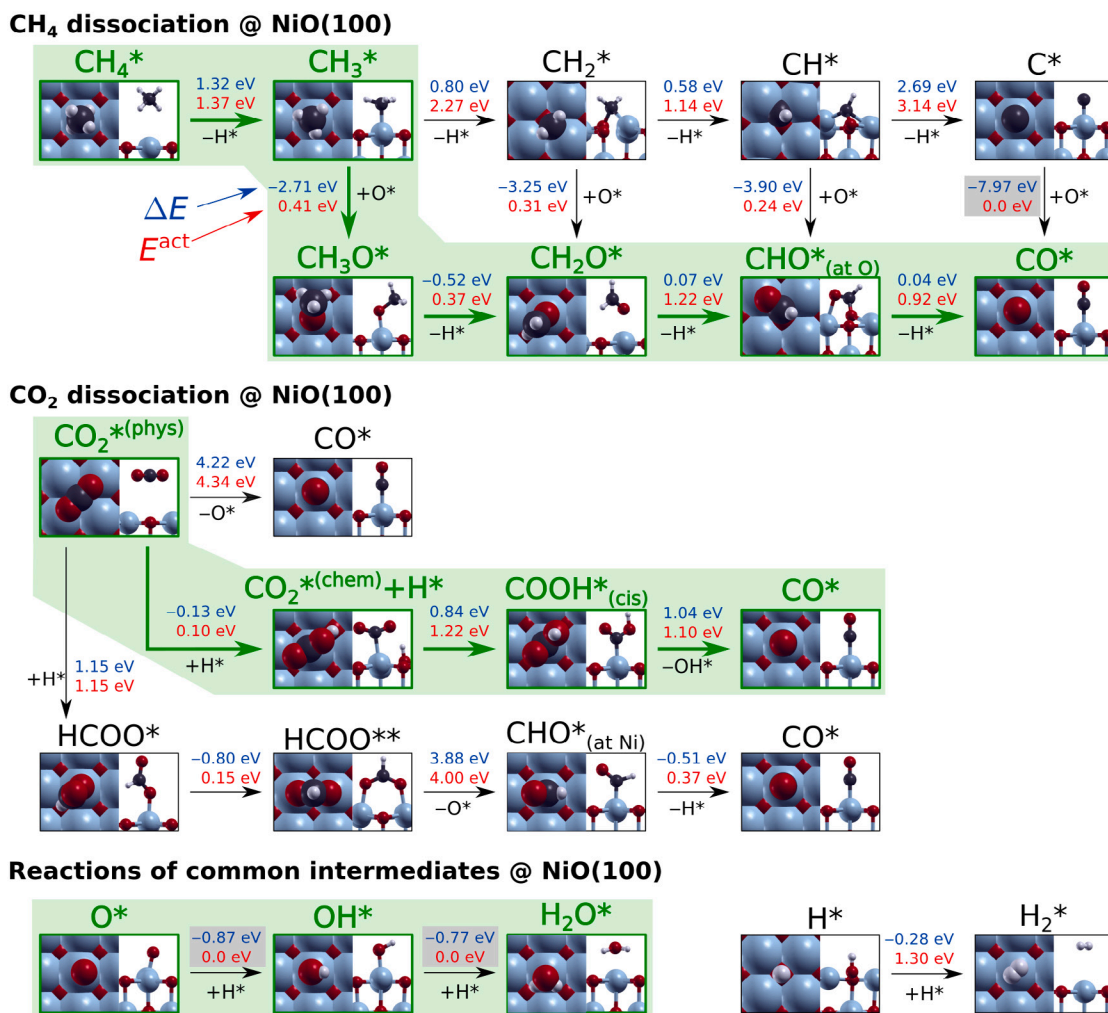 CH₄ dissociation @ NiO(100)
CH₄* CH₃* CH₂* CH* C*
1.32 eV 0.80 eV 0.58 eV 2.69 eV
1.37 eV 2.27 eV 1.14 eV 3.14 eV
−H* −H* −H* −H*
−2.71 eV −3.25 eV −3.90 eV −7.97 eV
0.41 eV +O* 0.31 eV +O* 0.24 eV +O* 0.0 eV +O*
ΔE
E^act
CH₃O* CH₂O* CHO*(at O) CO*
−0.52 eV 0.07 eV 0.04 eV
0.37 eV 1.22 eV 0.92 eV
−H* −H* −H*
CO₂ dissociation @ NiO(100)
CO₂*(phys) CO*
4.22 eV
4.34 eV
−O*
CO₂*(chem)+H* COOH*(cis) CO*
−0.13 eV 0.84 eV 1.04 eV
0.10 eV 1.22 eV 1.10 eV
+H* −OH*
+H* 1.15 eV
1.15 eV
HCOO* HCOO** CHO*(at Ni) CO*
−0.80 eV 3.88 eV −0.51 eV
0.15 eV 4.00 eV 0.37 eV
−O* −H*
Reactions of common intermediates @ NiO(100)
O* OH* H₂O* H* H₂*
−0.87 eV −0.77 eV −0.28 eV
0.0 eV 0.0 eV 1.30 eV
+H* +H* +H*